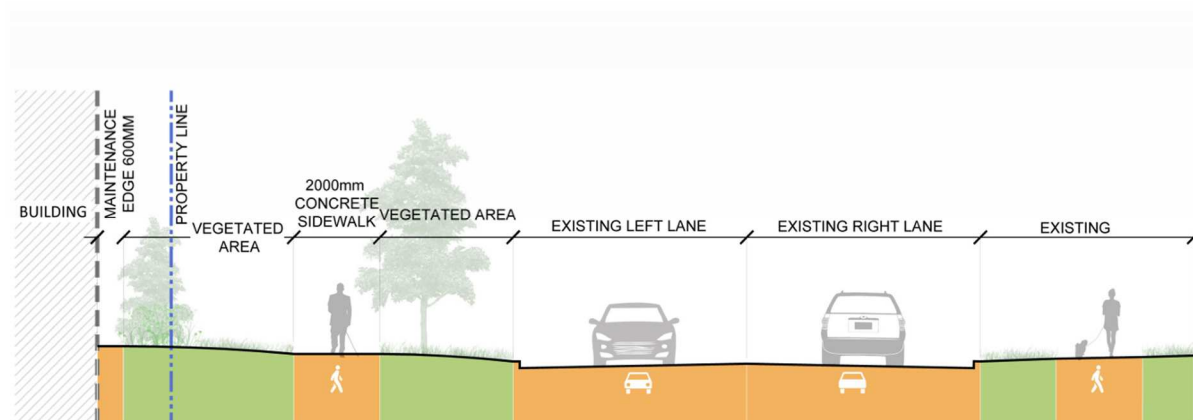 BUILDING
MAINTENANCE
EDGE 600MM
PROPERTY LINE
VEGETATED
AREA
2000mm
CONCRETE
SIDEWALK
VEGETATED AREA
EXISTING LEFT LANE
EXISTING RIGHT LANE
EXISTING